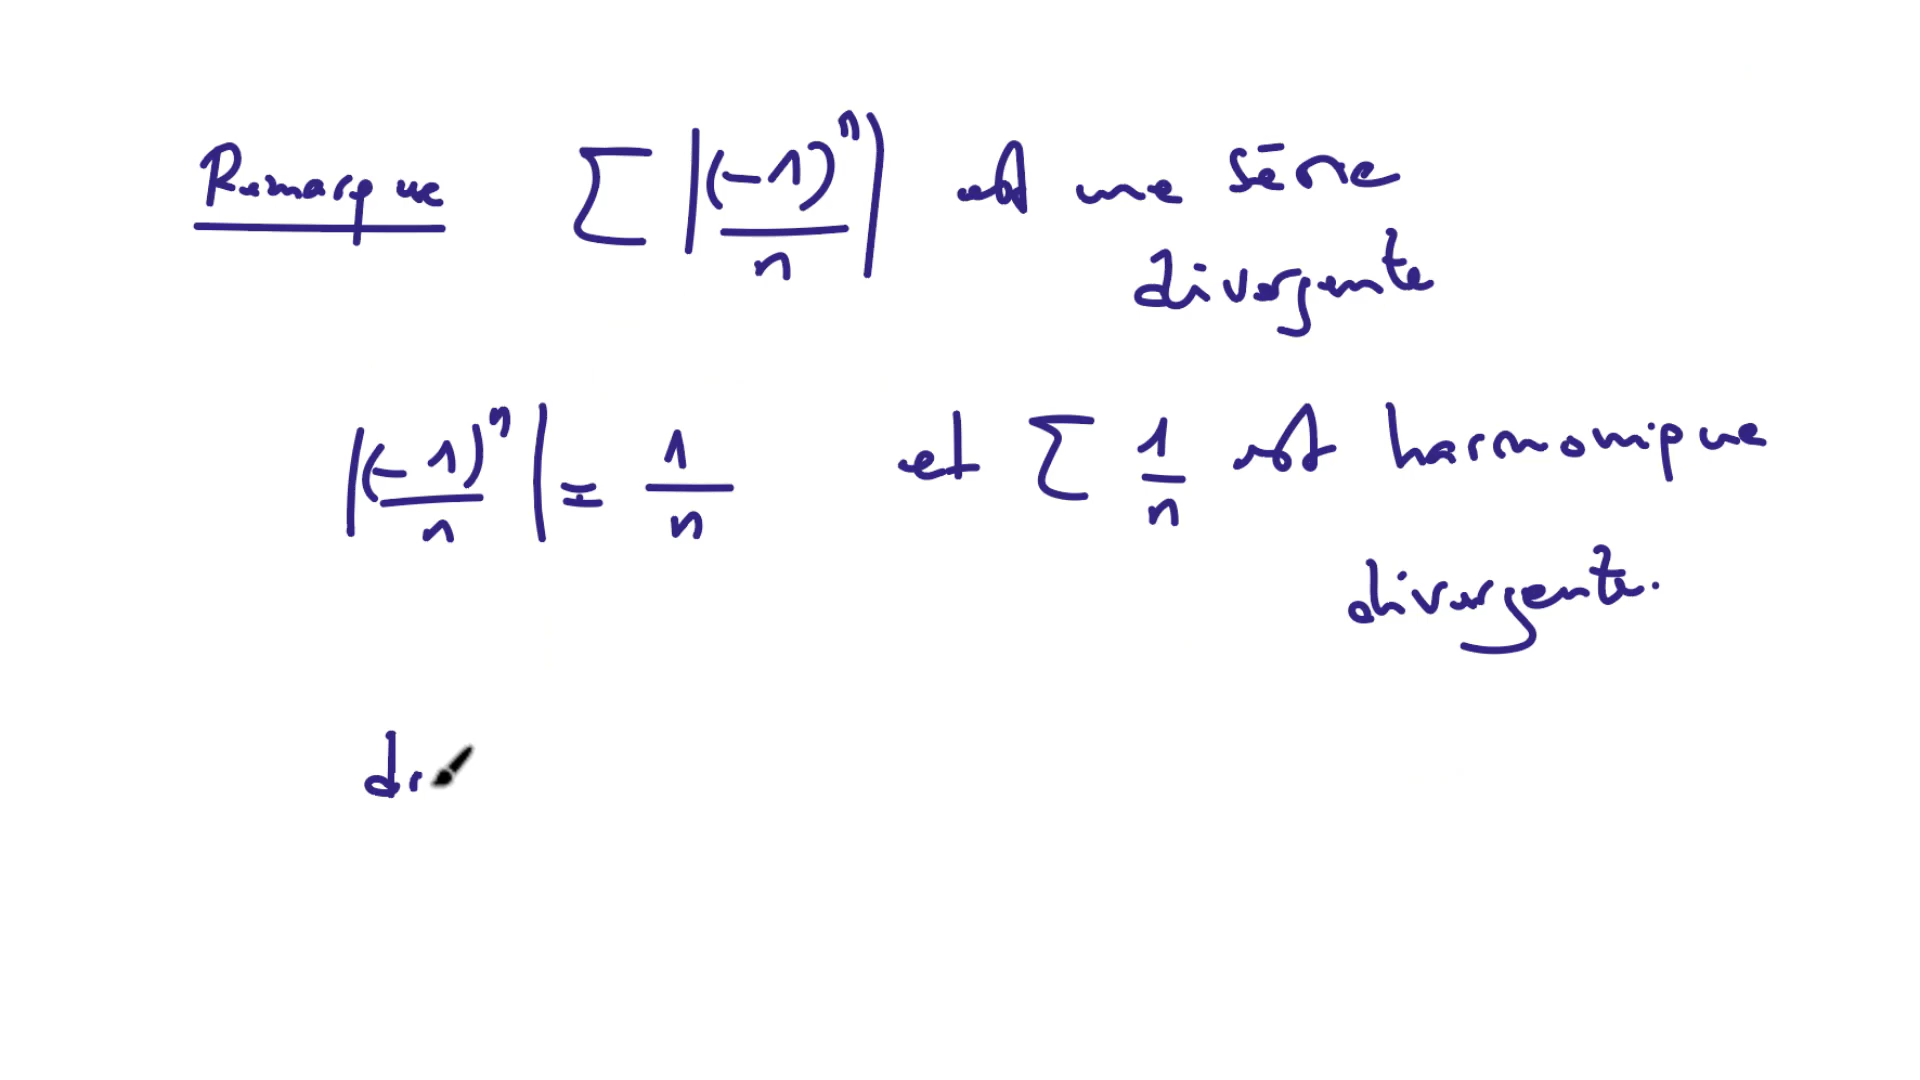 Remarque ∑ |(-1)^n / n| est une série
divergente
|(-1)^n / n| = 1/n et ∑ 1/n est harmonique
divergente.